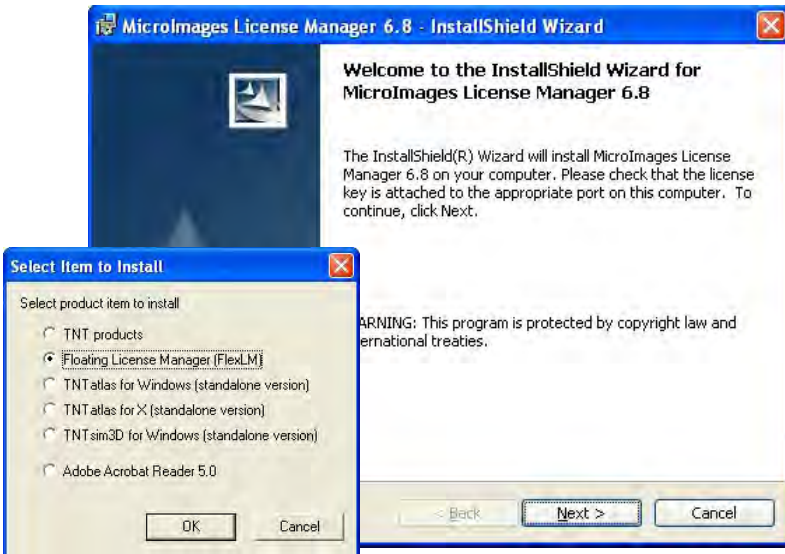 MicroImages License Manager 6.8 - InstallShield Wizard
Welcome to the InstallShield Wizard for
MicroImages License Manager 6.8
The InstallShield(R) Wizard will install MicroImages License
Manager 6.8 on your computer. Please check that the license
key is attached to the appropriate port on this computer. To
continue, click Next.
ARNING: This program is protected by copyright law and
ernational treaties.
< Back
Next >
Cancel
Select Item to Install
Select product item to install
TNT products
Floating License Manager (FlexLM)
TNTatlas for Windows (standalone version)
TNTatlas for X (standalone version)
TNTsim3D for Windows (standalone version)
Adobe Acrobat Reader 5.0
OK
Cancel